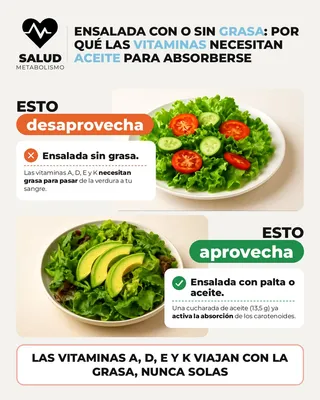 SALUD
METABOLISMO
ENSALADA CON O SIN GRASA: POR
QUÉ LAS VITAMINAS NECESITAN
ACEITE PARA ABSORBERSE
ESTO
desaprovecha
Ensalada sin grasa.
Las vitaminas A, D, E y K necesitan
grasa para pasar de la verdura a tu
sangre.
ESTO
aprovecha
Ensalada con palta o
aceite.
Una cucharada de aceite (13,5 g) ya
activa la absorción de los carotenoides.
LAS VITAMINAS A, D, E Y K VIAJAN CON LA
GRASA, NUNCA SOLAS